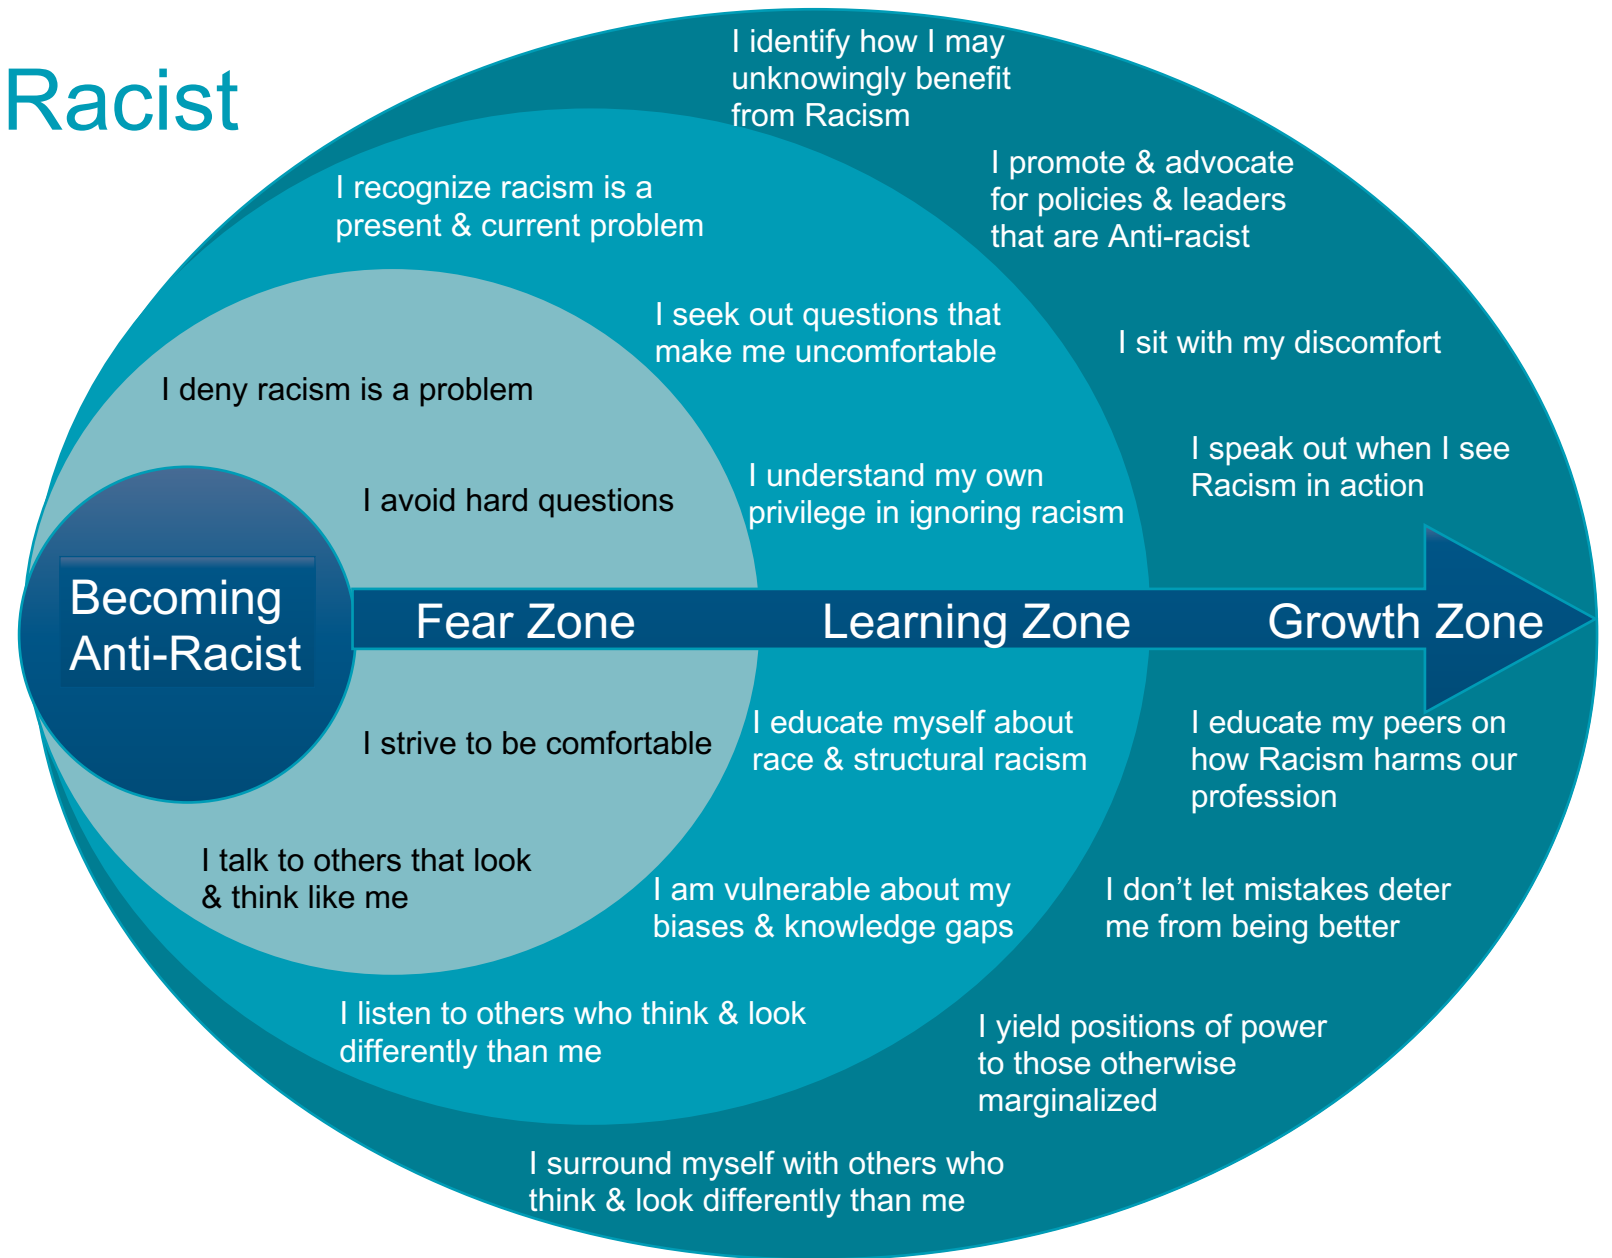 Racist
I identify how I may
unknowingly benefit
from Racism
I promote & advocate
for policies & leaders
that are Anti-racist
I sit with my discomfort
I speak out when I see
Racism in action
I recognize racism is a
present & current problem
I seek out questions that
make me uncomfortable
I understand my own
privilege in ignoring racism
I deny racism is a problem
I avoid hard questions
Becoming
Anti-Racist
Fear Zone
Learning Zone
Growth Zone
I strive to be comfortable
I talk to others that look
& think like me
I educate myself about
race & structural racism
I am vulnerable about my
biases & knowledge gaps
I listen to others who think & look
differently than me
I educate my peers on
how Racism harms our
profession
I don’t let mistakes deter
me from being better
I yield positions of power
to those otherwise
marginalized
I surround myself with others who
think & look differently than me